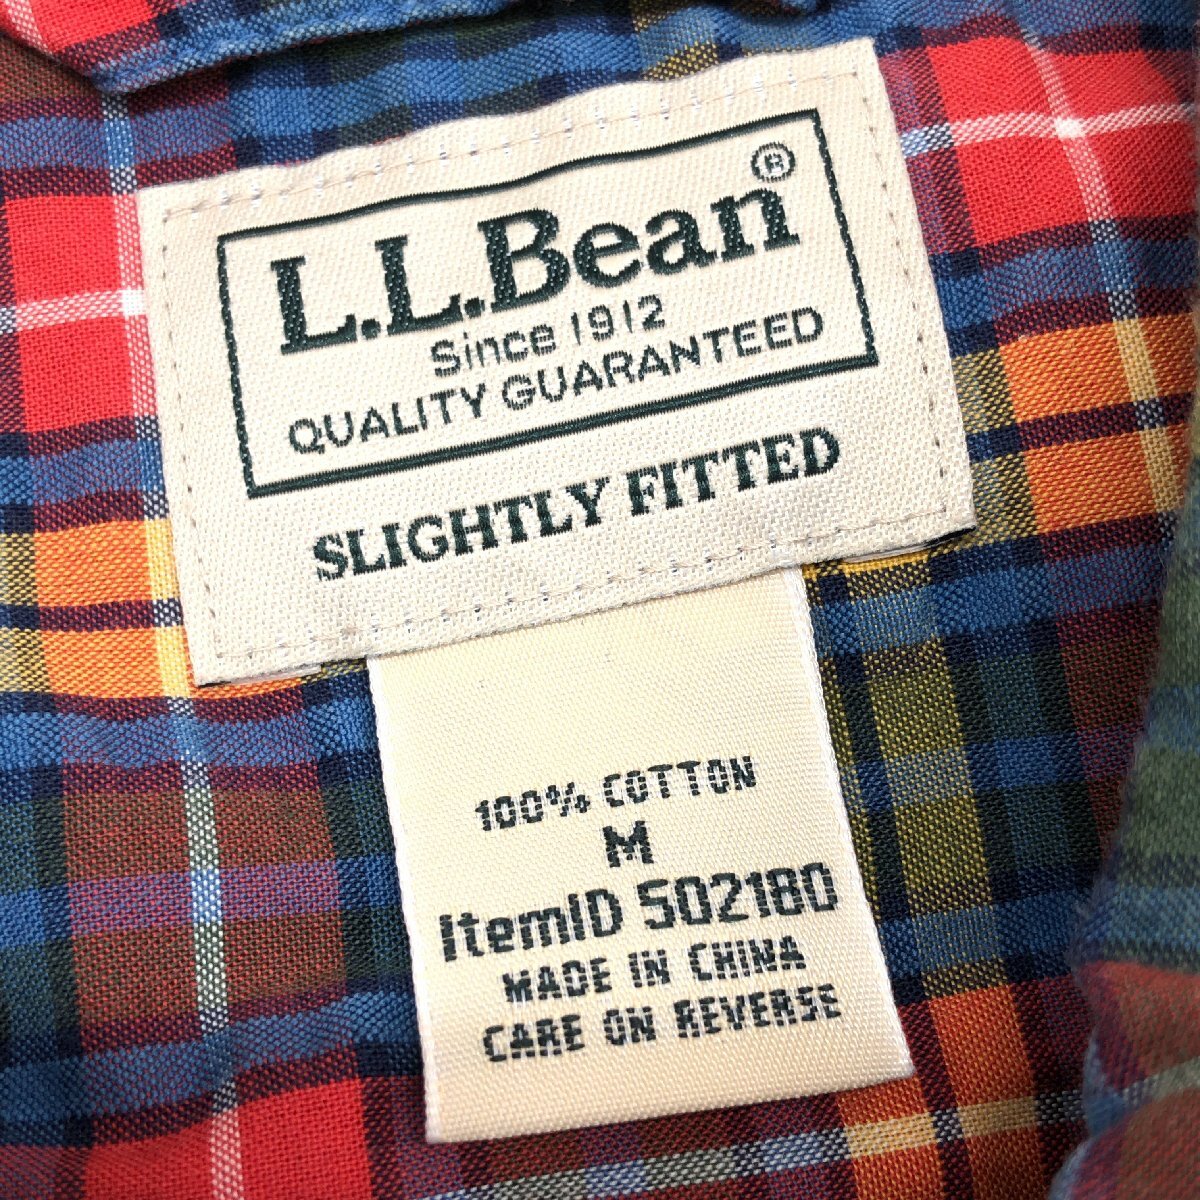 L.L.Bean®
Since 1912
QUALITY GUARANTEED
SLIGHTLY FITTED
100% COTTON
M
ItemID 502180
MADE IN CHINA
CARE ON REVERSE